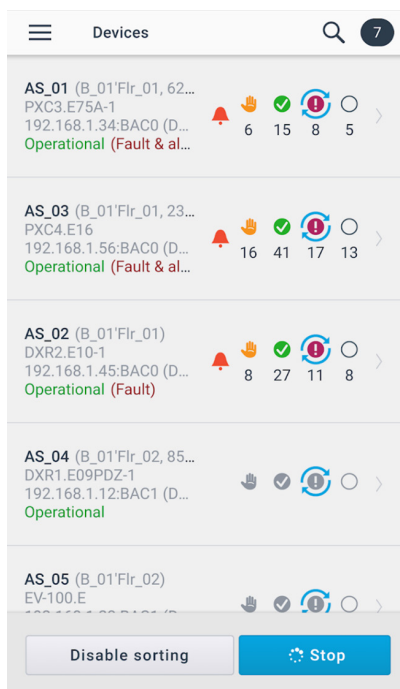 Devices
7
AS_01 (B_01'Flr_01, 62...
PXC3.E75A-1
192.168.1.34:BAC0 (D...
Operational (Fault & al...
6 15 8 5
AS_03 (B_01'Flr_01, 23...
PXC4.E16
192.168.1.56:BAC0 (D...
Operational (Fault & al...
16 41 17 13
AS_02 (B_01'Flr_01)
DXR2.E10-1
192.168.1.45:BAC0 (D...
Operational (Fault)
8 27 11 8
AS_04 (B_01'Flr_02, 85...
DXR1.E09PDZ-1
192.168.1.12:BAC1 (D...
Operational
AS_05 (B_01'Flr_02)
EV-100.E
Disable sorting
Stop